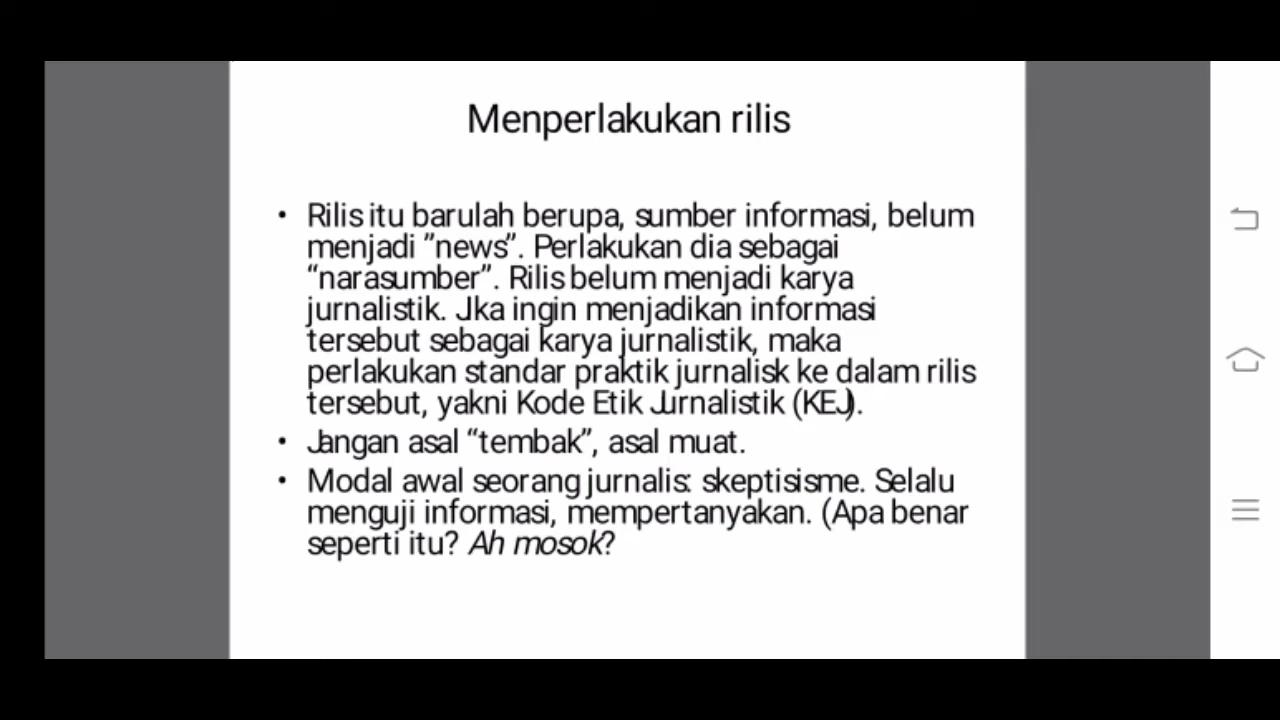 Menperlakukan rilis
• Rilis itu barulah berupa, sumber informasi, belum
menjadi ”news”. Perlakukan dia sebagai
“narasumber”. Rilis belum menjadi karya
jurnalistik. Jika ingin menjadikan informasi
tersebut sebagai karya jurnalistik, maka
perlakukan standar praktik jurnalisk ke dalam rilis
tersebut, yakni Kode Etik Jurnalistik (KEJ).
• Jangan asal “tembak”, asal muat.
• Modal awal seorang jurnalis: skeptisisme. Selalu
menguji informasi, mempertanyakan. (Apa benar
seperti itu? Ah mosok?